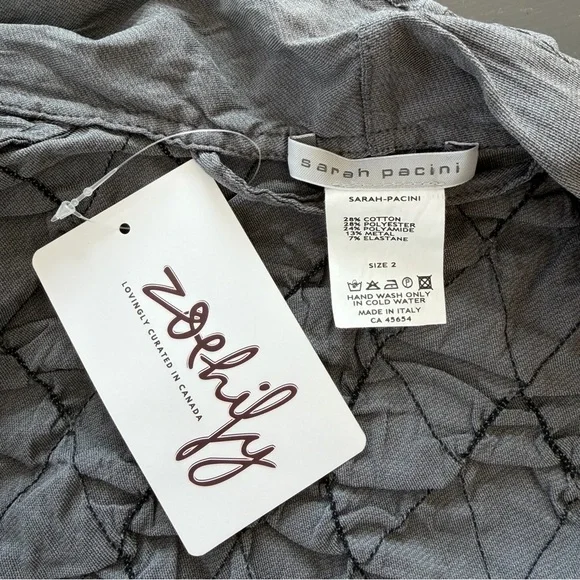 sarah pacini
SARAH-PACINI
28% COTTON
28% POLYESTER
24% POLYAMIDE
13% METAL
7% ELASTANE
SIZE 2
HAND WASH ONLY
IN COLD WATER
MADE IN ITALY
CA 45654
zoehify
LOVINGLY CURATED IN CANADA